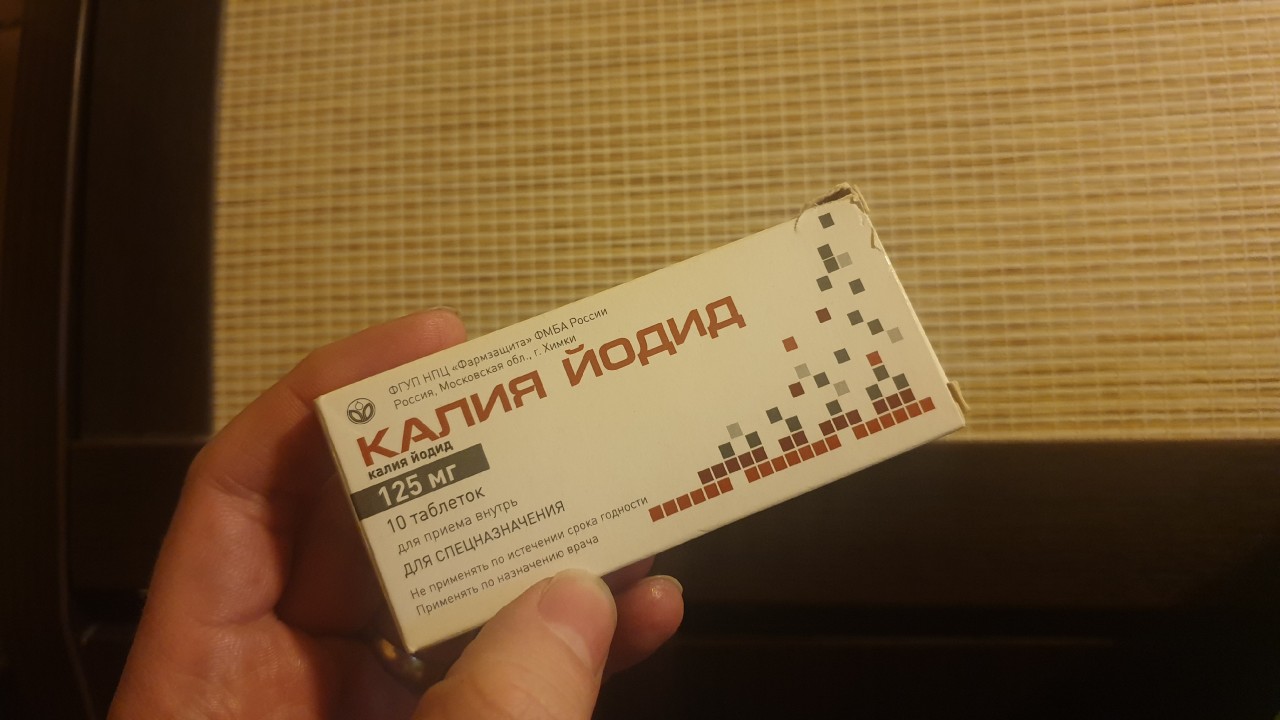 ФГУП НПЦ «Фармзащита» ФМБА России
Россия, Московская обл., г. Химки
КАЛИЯ ЙОДИД
калия йодид
125 мг
10 таблеток
для приема внутрь
ДЛЯ СПЕЦНАЗНАЧЕНИЯ
Не применять по истечении срока годности
Применять по назначению врача